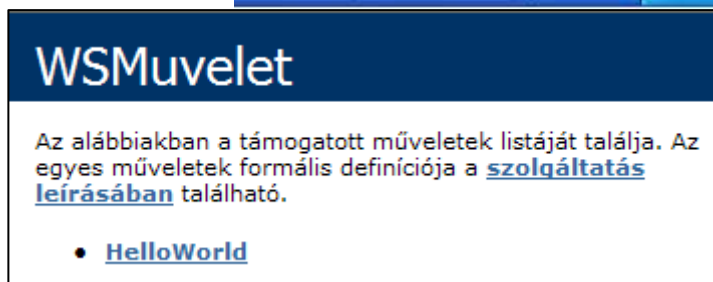 WSMuvelet
Az alábbiakban a támogatott műveletek listáját találja. Az
egyes műveletek formális definíciója a szolgáltatás
leírásában található.
• HelloWorld